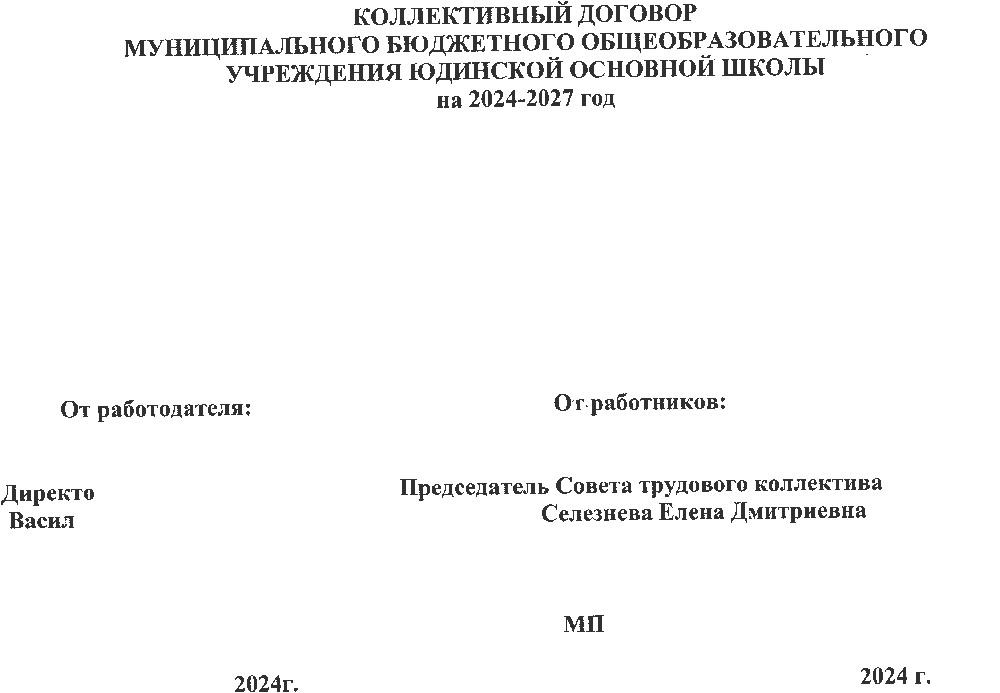 КОЛЛЕКТИВНЫЙ ДОГОВОР
МУНИЦИПАЛЬНОГО БЮДЖЕТНОГО ОБЩЕОБРАЗОВАТЕЛЬНОГО
УЧРЕЖДЕНИЯ ЮДИНСКОЙ ОСНОВНОЙ ШКОЛЫ
на 2024-2027 год
От работодателя:
От работников:
Директо
Васил
Председатель Совета трудового коллектива
Селезнева Елена Дмитриевна
МП
2024г.
2024 г.